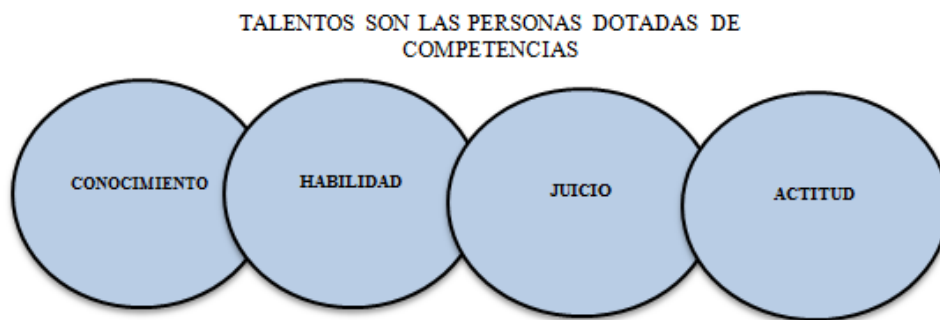 TALENTOS SON LAS PERSONAS DOTADAS DE
COMPETENCIAS
CONOCIMIENTO
HABILIDAD
JUICIO
ACTITUD